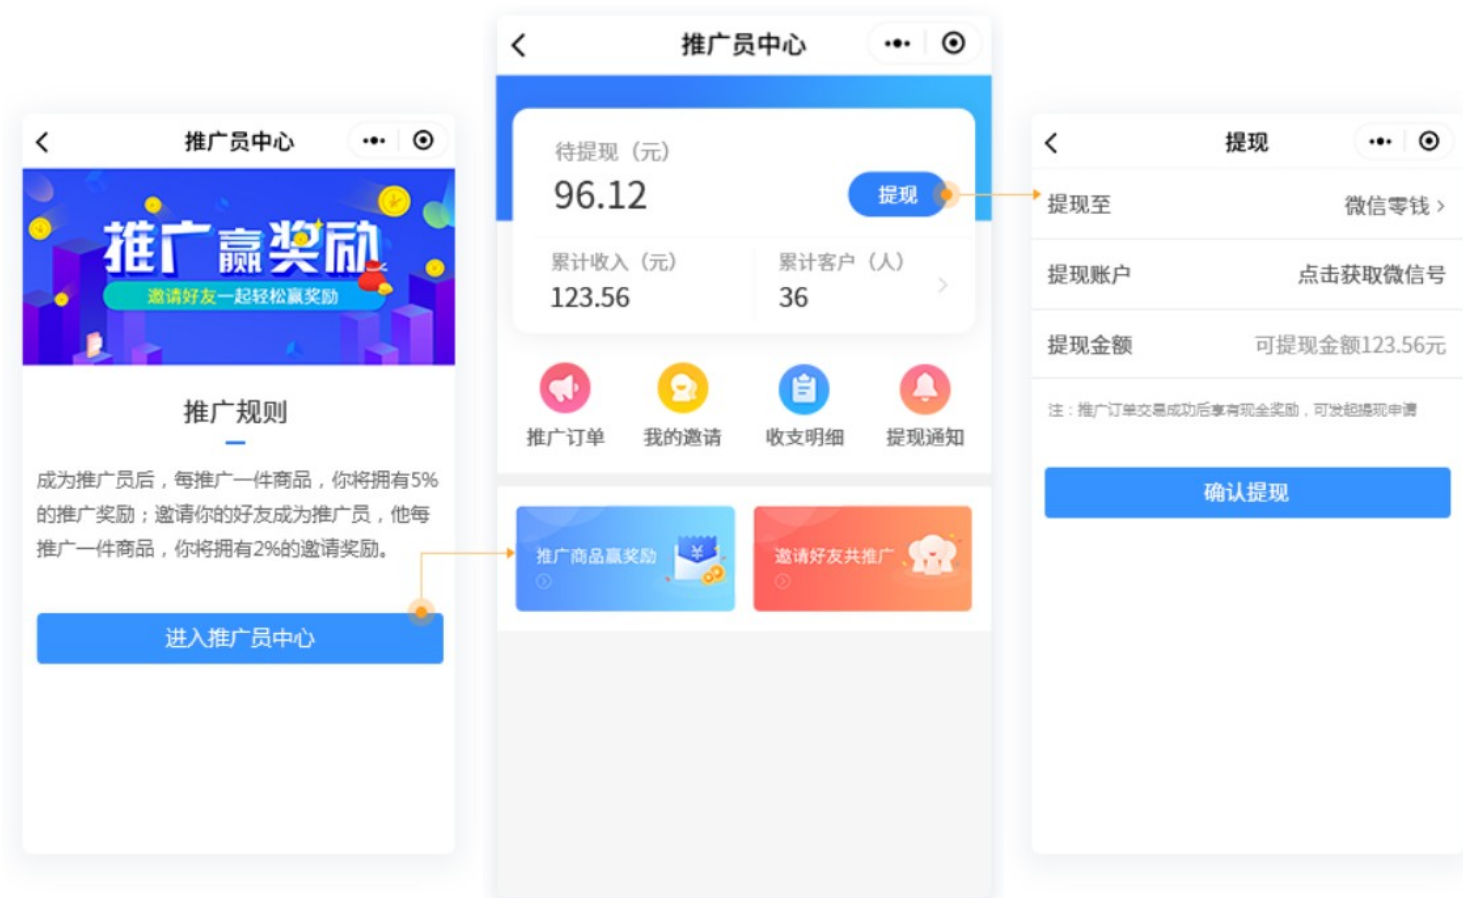 推广员中心
推广赢奖励
邀请好友一起轻松赢奖励
推广规则
成为推广员后，每推广一件商品，你将拥有5%
的推广奖励；邀请你的好友成为推广员，他每
推广一件商品，你将拥有2%的邀请奖励。
进入推广员中心
推广员中心
待提现（元）
96.12
提现
累计收入（元）
累计客户（人）
123.56
36
推广订单
我的邀请
收支明细
提现通知
推广商品赢奖励
邀请好友共推广
提现
提现至
微信零钱
提现账户
点击获取微信号
提现金额
可提现金额123.56元
注：推广订单交易成功后享有现金奖励，可发起提现申请
确认提现